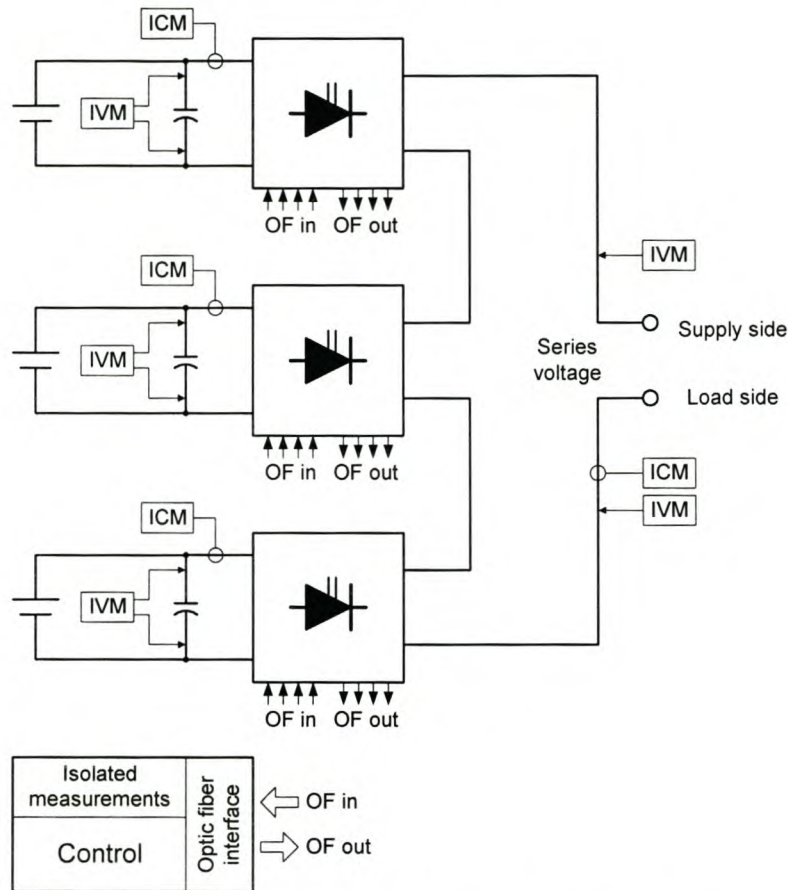 ICM
IVM
OF in
OF out
IVM
ICM
Supply side
IVM
Series
voltage
Load side
OF in
OF out
ICM
ICM
IVM
IVM
OF in
OF out
Isolated
measurements
Optic fiber
interface
OF in
Control
OF out